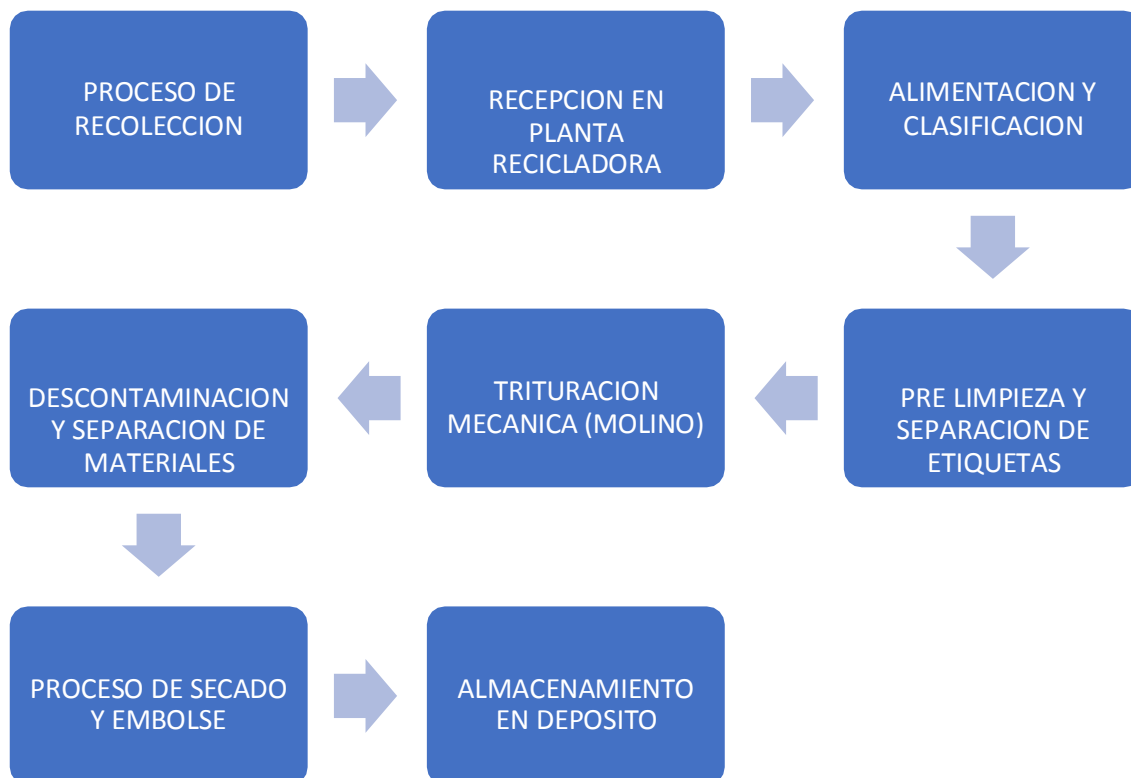 PROCESO DE
RECOLECCION
RECEPCION EN
PLANTA
RECICLADORA
ALIMENTACION Y
CLASIFICACION
PRE LIMPIEZA Y
SEPARACION DE
ETIQUETAS
TRITURACION
MECANICA (MOLINO)
DESCONTAMINACION
Y SEPARACION DE
MATERIALES
PROCESO DE SECADO
Y EMBOLSE
ALMACENAMIENTO
EN DEPOSITO